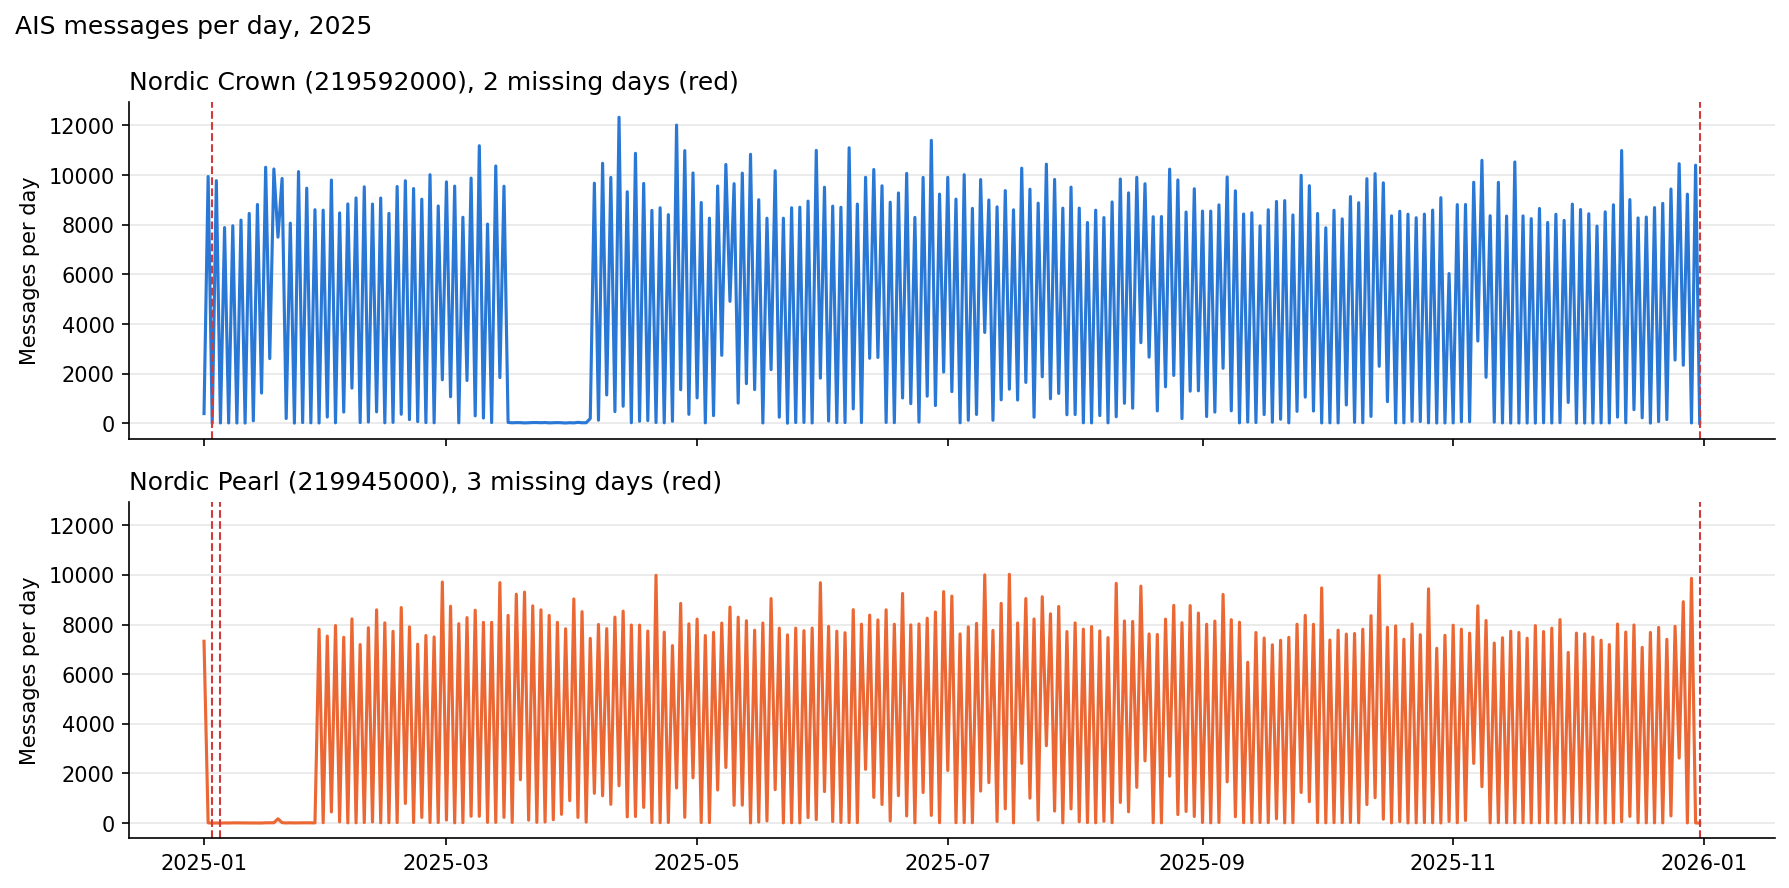 AIS messages per day, 2025
Nordic Crown (219592000), 2 missing days (red)
12000
10000
8000
6000
4000
2000
0
Messages per day
Nordic Pearl (219945000), 3 missing days (red)
12000
10000
8000
6000
4000
2000
0
Messages per day
2025-01 2025-03 2025-05 2025-07 2025-09 2025-11 2026-01